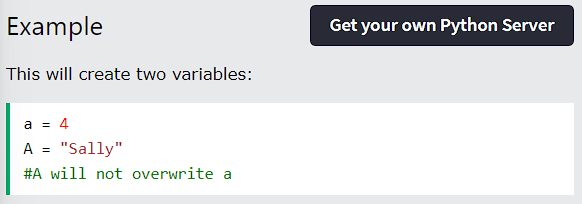 Example
Get your own Python Server
This will create two variables:
a = 4
A = "Sally"
#A will not overwrite a